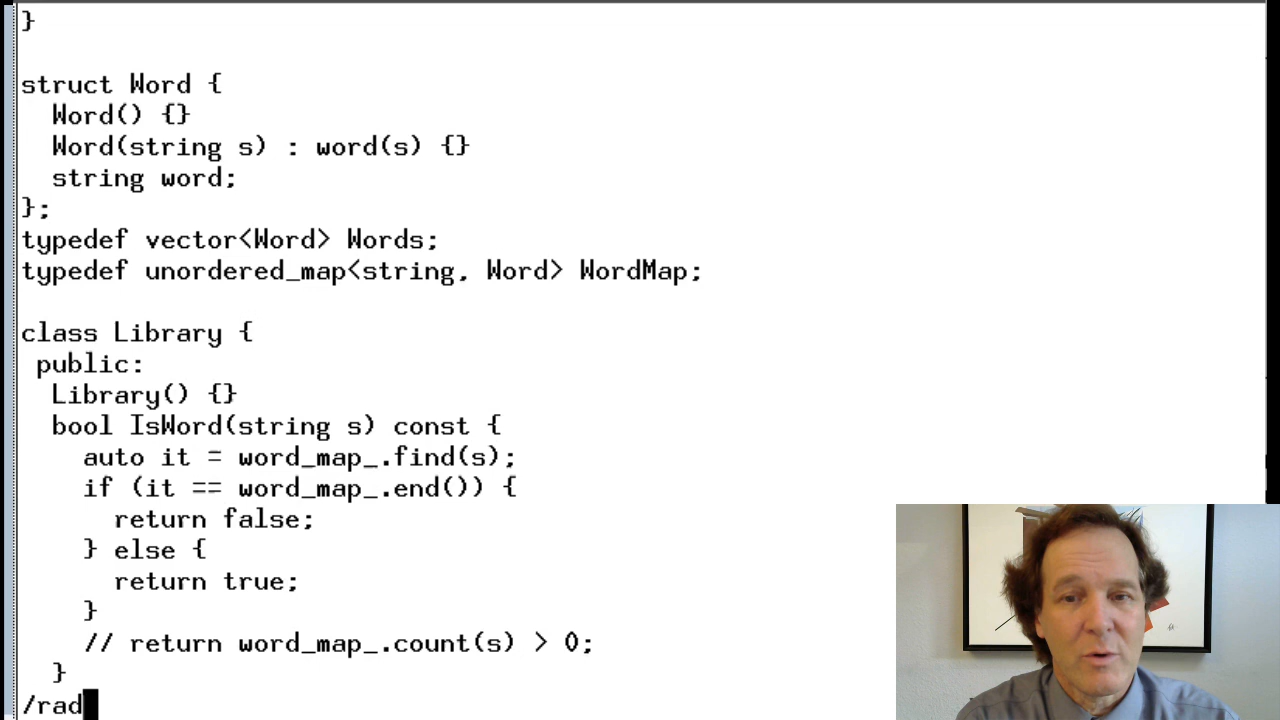 }
struct Word {
  Word() {}
  Word(string s) : word(s) {}
  string word;
};
typedef vector<Word> Words;
typedef unordered_map<string, Word> WordMap;
class Library {
 public:
  Library() {}
  bool IsWord(string s) const {
    auto it = word_map_.find(s);
    if (it == word_map_.end()) {
      return false;
    } else {
      return true;
    }
    // return word_map_.count(s) > 0;
  }
/rad